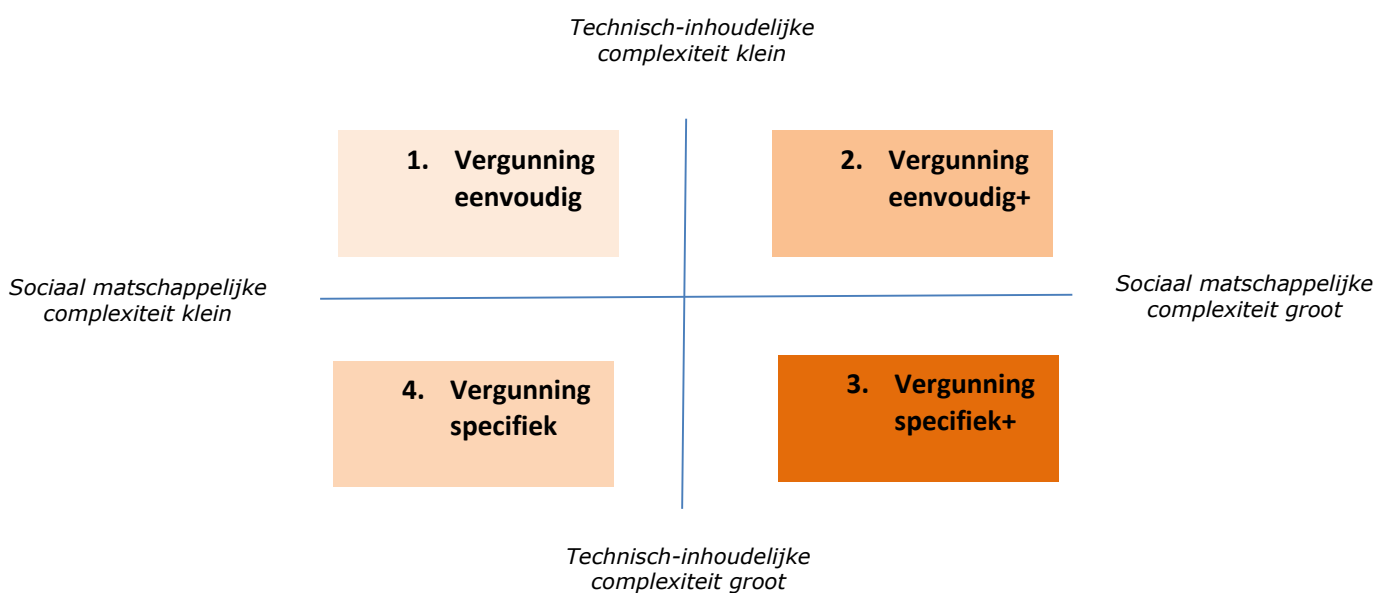 Technisch-inhoudelijke
complexiteit klein
1. Vergunning
eenvoudig
2. Vergunning
eenvoudig+
Sociaal matschappelijke
complexiteit klein
Sociaal matschappelijke
complexiteit groot
4. Vergunning
specifiek
3. Vergunning
specifiek+
Technisch-inhoudelijke
complexiteit groot